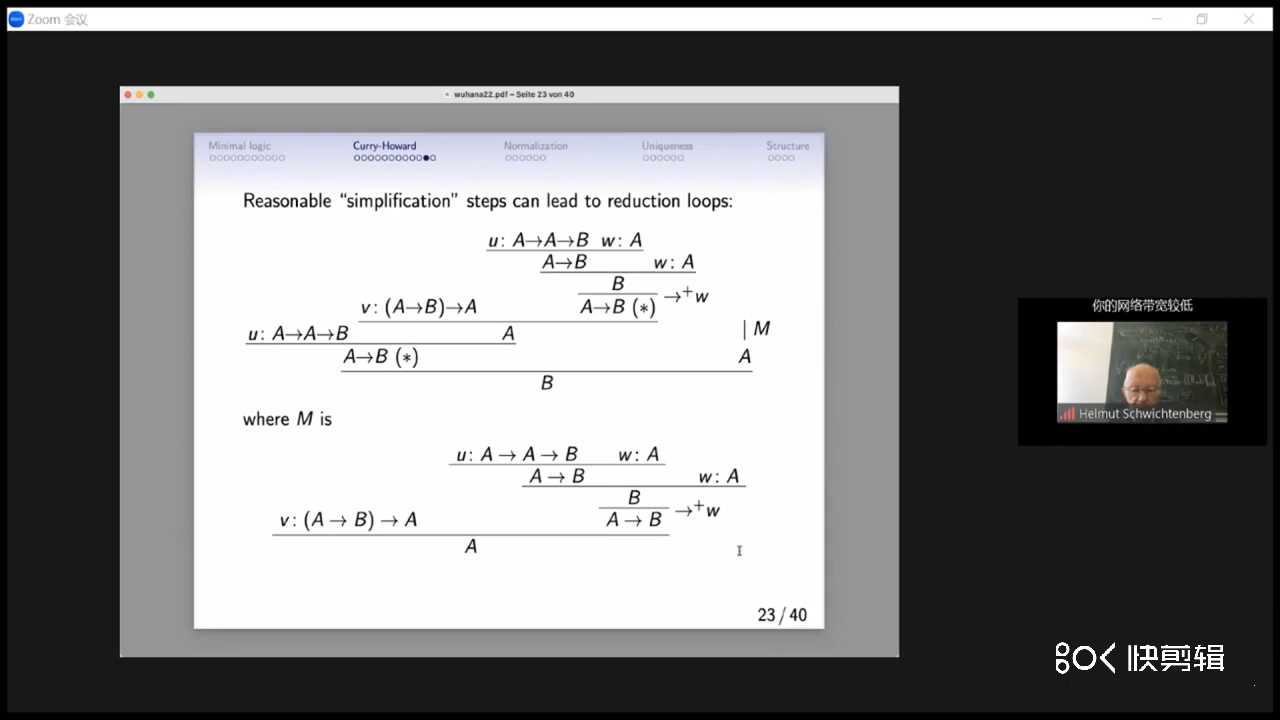 Zoom 会议
wuhana22.pdf – Seite 23 von 40
Minimal logic Curry-Howard Normalization Uniqueness Structure
Reasonable “simplification” steps can lead to reduction loops:
u: A→A→B w: A
A→B w: A
B
→⁺w
v: (A→B)→A A→B (∗)
u: A→A→B A | M
A→B (∗) A
B
where M is
u: A → A → B w: A
A → B w: A
B
→⁺w
v: (A → B) → A A → B
A
23 / 40
你的网络带宽较低
Helmut Schwichtenberg
快剪辑